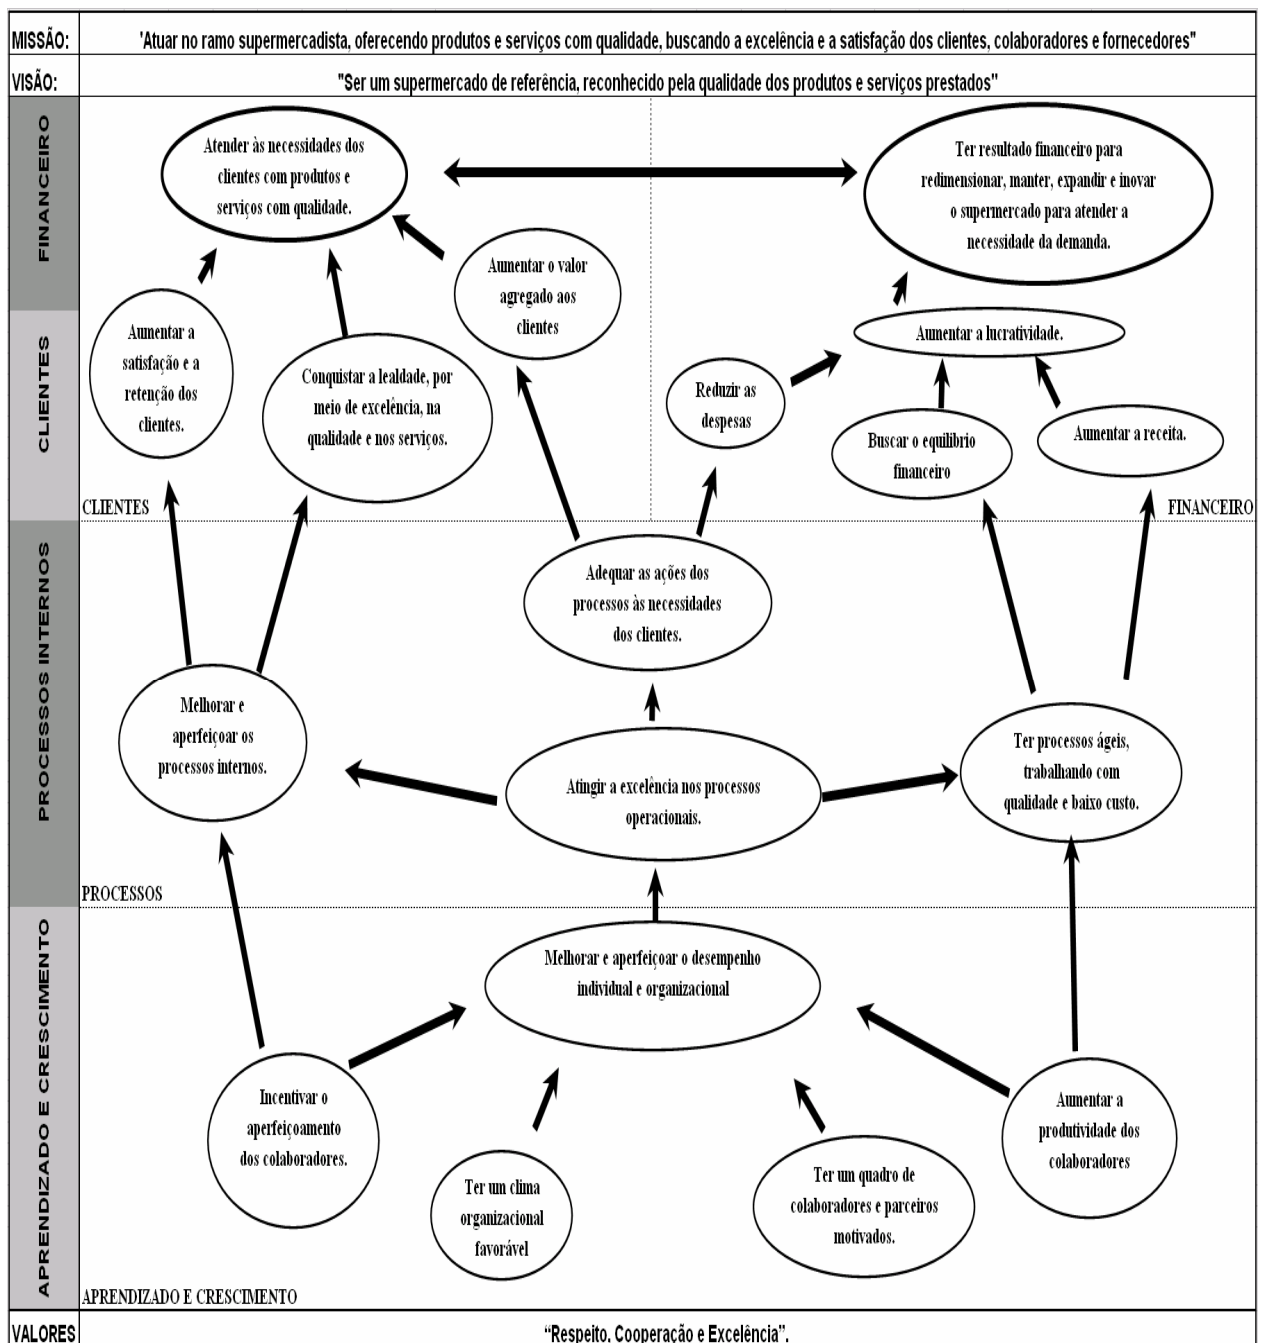 MISSÃO:
'Atuar no ramo supermercadista, oferecendo produtos e serviços com qualidade, buscando a excelência e a satisfação dos clientes, colaboradores e fornecedores"
VISÃO:
"Ser um supermercado de referência, reconhecido pela qualidade dos produtos e serviços prestados"
FINANCEIRO
Atender às necessidades dos
clientes com produtos e
serviços com qualidade.
Ter resultado financeiro para
redimensionar, manter, expandir e inovar
o supermercado para atender a
necessidade da demanda.
Aumentar o valor
agregado aos
clientes
CLIENTES
Aumentar a
satisfação e a
retenção dos
clientes.
Conquistar a lealdade, por
meio de excelência, na
qualidade e nos serviços.
Aumentar a lucratividade.
Reduzir as
despesas
Buscar o equilibrio
financeiro
Aumentar a receita.
CLIENTES
FINANCEIRO
PROCESSOS INTERNOS
Adequar as ações dos
processos às necessidades
dos clientes.
Melhorar e
aperfeiçoar os
processos internos.
Atingir a excelência nos processos
operacionais.
Ter processos ágeis,
trabalhando com
qualidade e baixo custo.
PROCESSOS
APRENDIZADO E CRESCIMENTO
Melhorar e aperfeiçoar o desempenho
individual e organizacional
Incentivar o
aperfeiçoamento
dos colaboradores.
Ter um clima
organizacional
favorável
Ter um quadro de
colaboradores e parceiros
motivados.
Aumentar a
produtividade dos
colaboradores
APRENDIZADO E CRESCIMENTO
VALORES
"Respeito, Cooperação e Excelência".